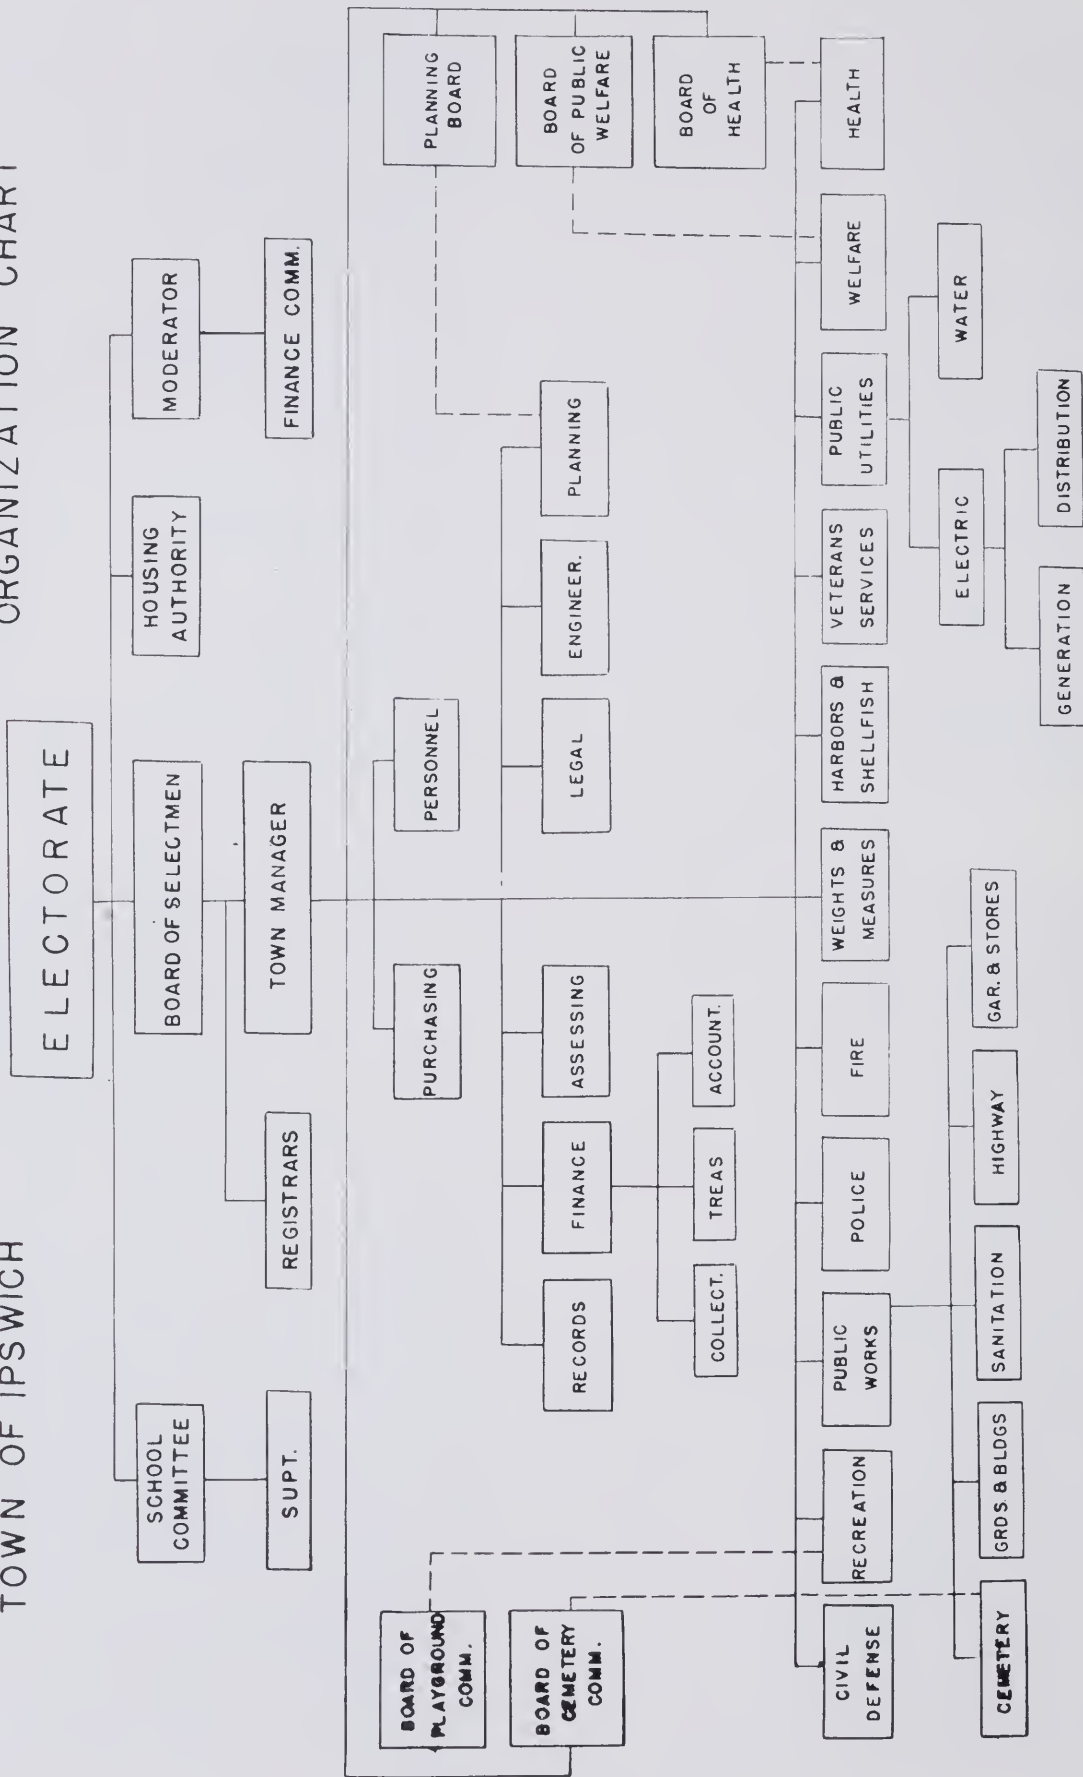 TOWN OF IPSWICH
ORGANIZATION CHART
ELECTORATE
SCHOOL
COMMITTEE
BOARD OF SELECTMEN
HOUSING
AUTHORITY
MODERATOR
SUPT.
REGISTRARS
TOWN MANAGER
FINANCE COMM.
BOARD OF
PLAYGROUND
COMM.
PURCHASING
PERSONNEL
PLANNING
BOARD
BOARD OF
CEMETERY
COMM.
RECORDS
FINANCE
ASSESSING
LEGAL
ENGINEER.
PLANNING
BOARD
OF PUBLIC
WELFARE
COLLECT.
TREAS
ACCOUNT.
BOARD
OF
HEALTH
CIVIL
DEFENSE
RECREATION
PUBLIC
WORKS
POLICE
FIRE
WEIGHTS &
MEASURES
HARBORS &
SHELLFISH
VETERANS
SERVICES
PUBLIC
UTILITIES
WELFARE
HEALTH
CEMETERY
GRDS. & BLDGS
SANITATION
HIGHWAY
GAR. & STORES
ELECTRIC
WATER
GENERATION
DISTRIBUTION